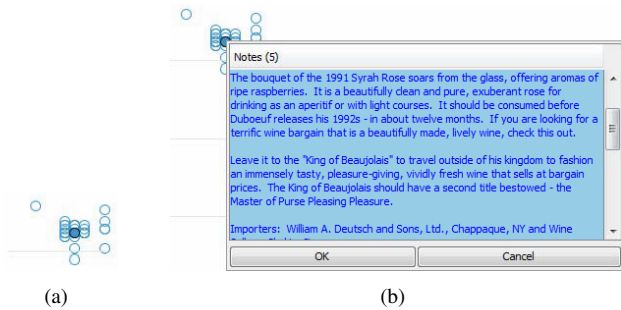 Notes (5)
The bouquet of the 1991 Syrah Rose soars from the glass, offering aromas of
ripe raspberries.  It is a beautifully clean and pure, exuberant rose for
drinking as an aperitif or with light courses.  It should be consumed before
Duboeuf releases his 1992s - in about twelve months.  If you are looking for a
terrific wine bargain that is a beautifully made, lively wine, check this out.
Leave it to the "King of Beaujolais" to travel outside of his kingdom to fashion
an immensely tasty, pleasure-giving, vividly fresh wine that sells at bargain
prices.  The King of Beaujolais should have a second title bestowed - the
Master of Purse Pleasing Pleasure.
Importers:  William A. Deutsch and Sons, Ltd., Chappaque, NY and Wine
OK
Cancel
(a)
(b)